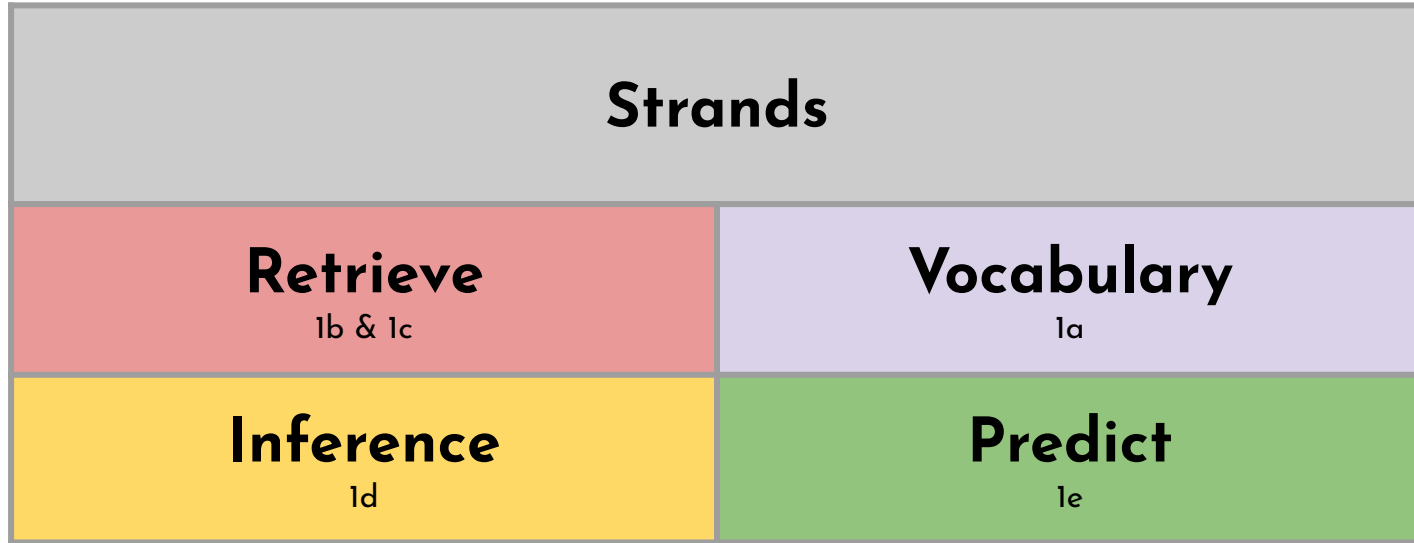 Strands
Retrieve
1b & 1c
Vocabulary
1a
Inference
1d
Predict
1e